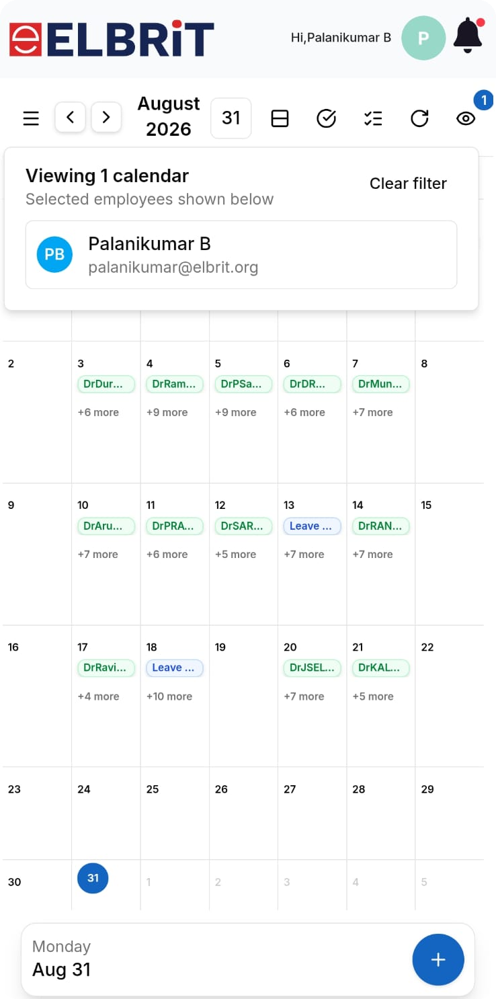 ELBRiT
Hi,Palanikumar B
P
August
2026
31
1
Viewing 1 calendar
Selected employees shown below
Clear filter
PB
Palanikumar B
palanikumar@elbrit.org
2 3 4 5 6 7 8
DrDur... DrRam... DrPSa... DrDR... DrMun...
+6 more +9 more +9 more +6 more +7 more
9 10 11 12 13 14 15
DrAru... DrPRA... DrSAR... Leave ... DrRAN...
+7 more +6 more +5 more +7 more +7 more
16 17 18 19 20 21 22
DrRavi... Leave ... DrJSEL... DrKAL...
+4 more +10 more +7 more +5 more
23 24 25 26 27 28 29
30 31 1 2 3 4 5
Monday
Aug 31